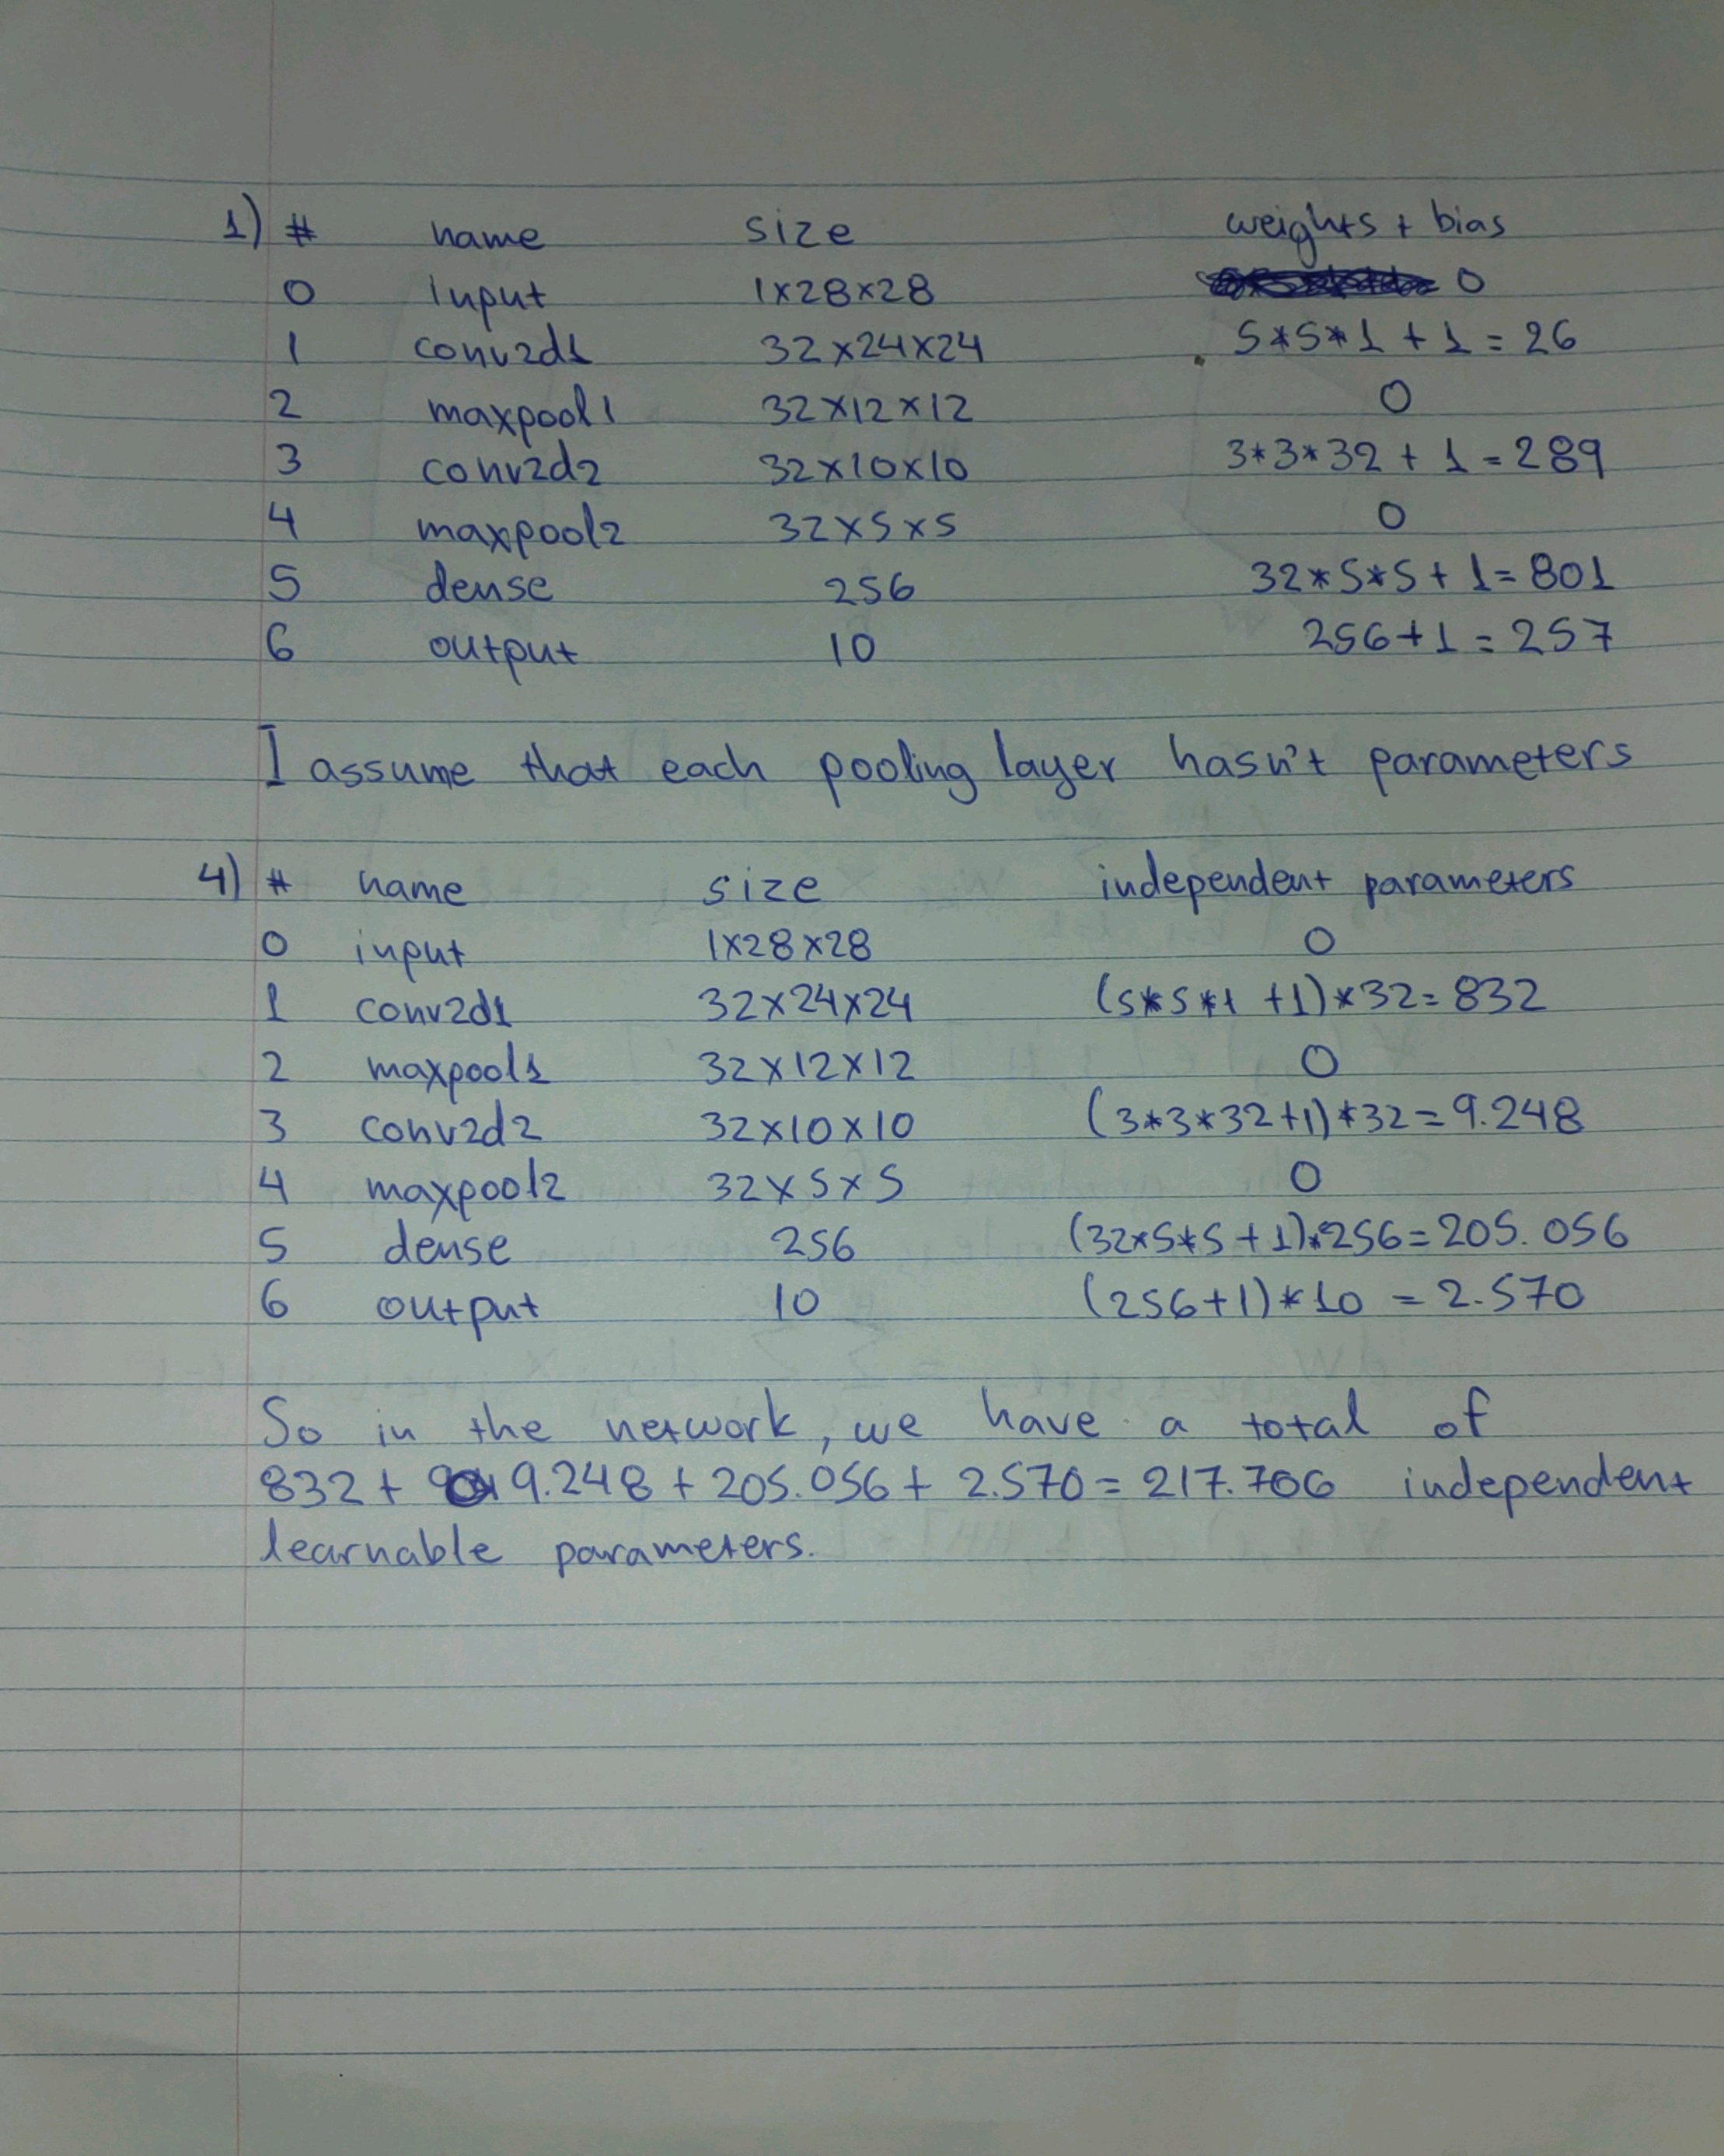 1) # name size weights + bias
0 input 1x28x28 0
1 conv2d1 32x24x24 5*5*1 + 1 = 26
2 maxpool1 32x12x12 0
3 conv2d2 32x10x10 3*3*32 + 1 = 289
4 maxpool2 32x5x5 0
5 dense 256 32*5*5 + 1 = 801
6 output 10 256+1 = 257
I assume that each pooling layer hasn't parameters
4) # name size independent parameters
0 input 1x28x28 0
1 conv2d1 32x24x24 (5*5*1 +1)*32 = 832
2 maxpool1 32x12x12 0
3 conv2d2 32x10x10 (3*3*32+1)*32 = 9.248
4 maxpool2 32x5x5 0
5 dense 256 (32*5*5 + 1)*256 = 205.056
6 output 10 (256+1)*10 = 2.570
So in the network, we have a total of
832 + 9.248 + 205.056 + 2.570 = 217.706 independent
learnable parameters.